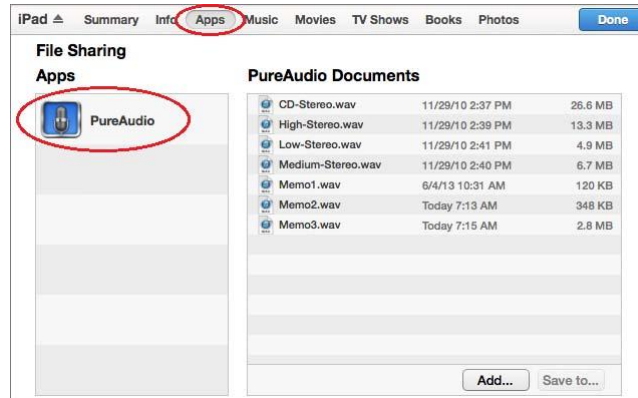 iPad Summary Info Apps Music Movies TV Shows Books Photos Done
File Sharing
Apps
PureAudio
PureAudio Documents
CD-Stereo.wav 11/29/10 2:37 PM 26.6 MB
High-Stereo.wav 11/29/10 2:39 PM 13.3 MB
Low-Stereo.wav 11/29/10 2:41 PM 4.9 MB
Medium-Stereo.wav 11/29/10 2:40 PM 6.7 MB
Memo1.wav 6/4/13 10:31 AM 120 KB
Memo2.wav Today 7:13 AM 348 KB
Memo3.wav Today 7:15 AM 2.8 MB
Add... Save to...